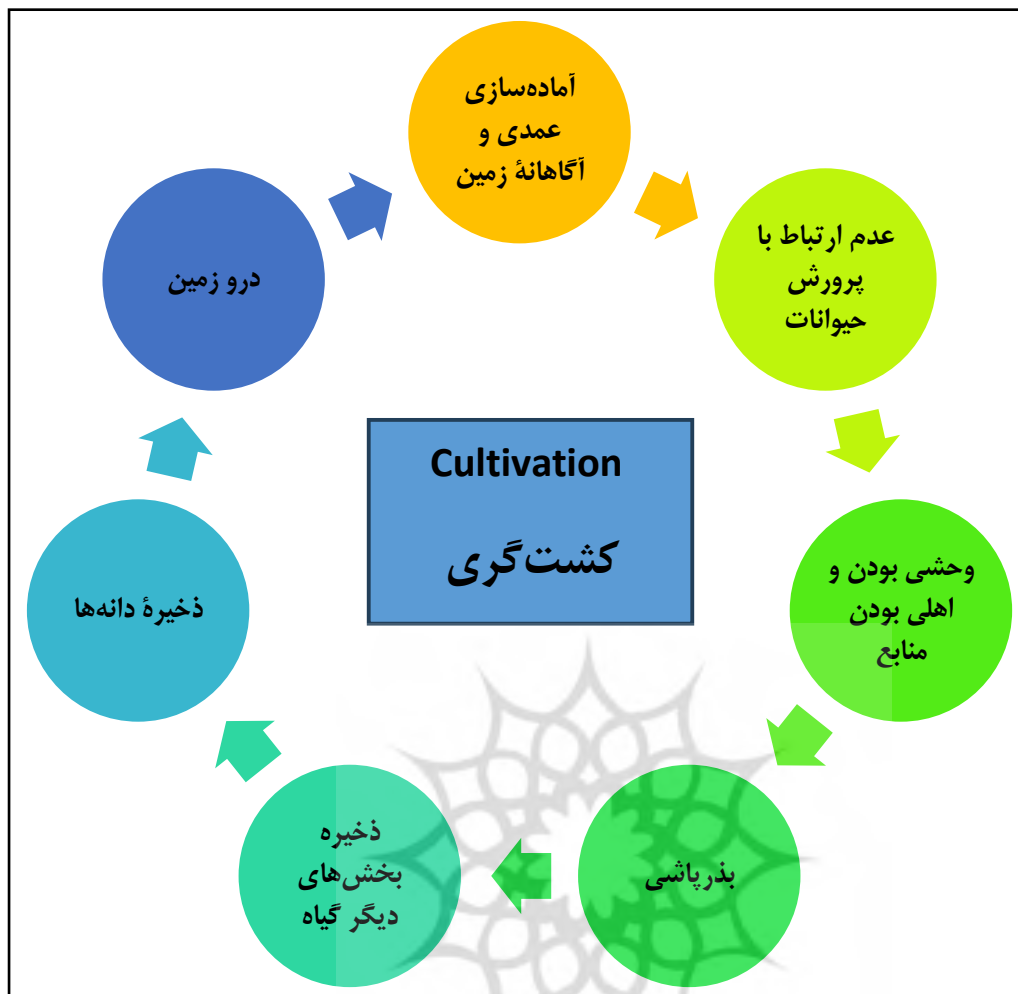 آماده‌سازی
عمدی و
آگاهانهٔ زمین
عدم ارتباط با
پرورش
حیوانات
وحشی بودن و
اهلی بودن
منابع
بذرپاشی
ذخیره
بخش‌های
دیگر گیاه
ذخیرهٔ دانه‌ها
درو زمین
Cultivation
کشت‌گری